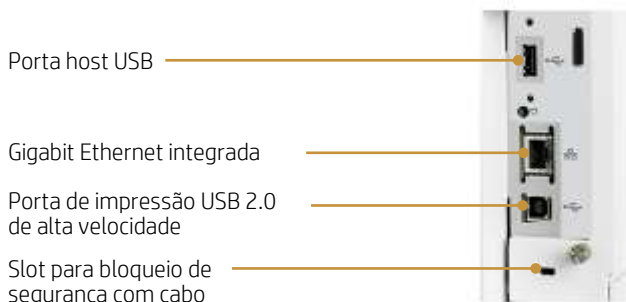 Porta host USB
Gigabit Ethernet integrada
Porta de impressão USB 2.0
de alta velocidade
Slot para bloqueio de
segurança com cabo